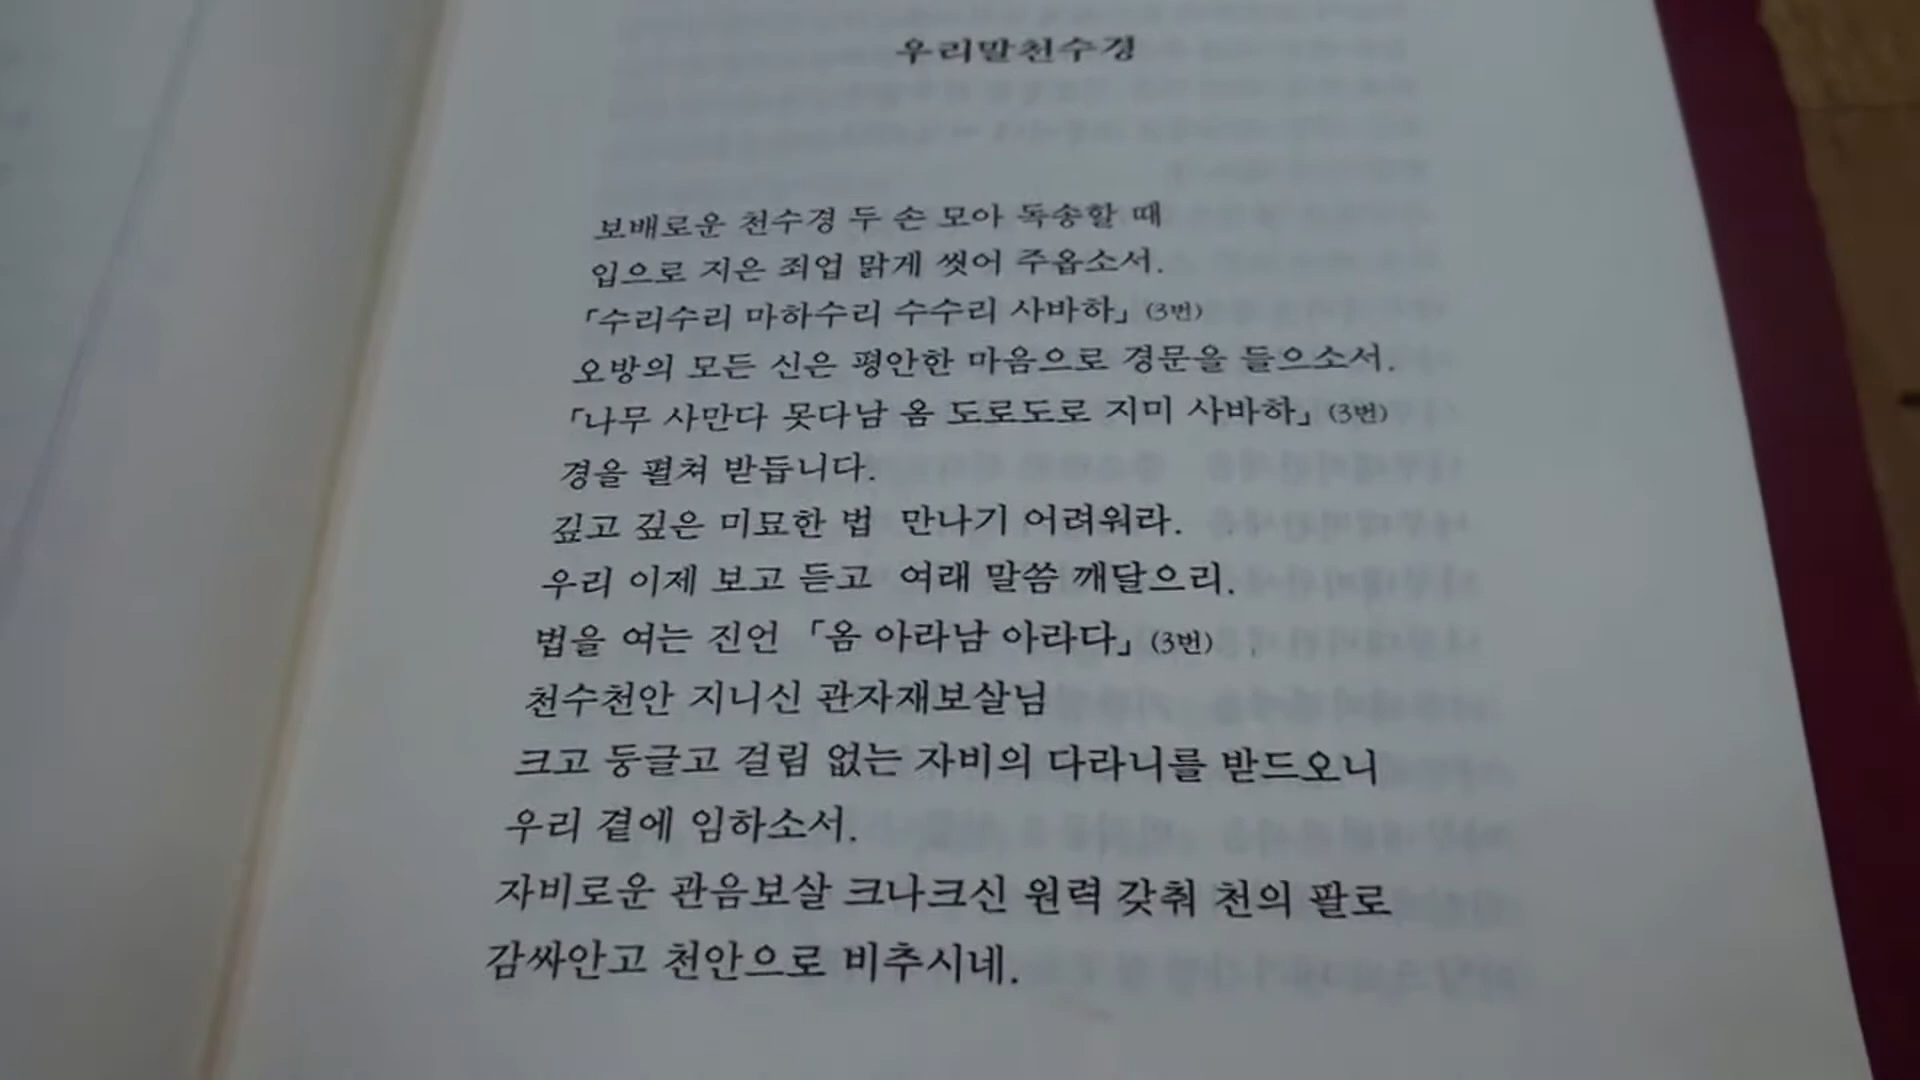 우리말천수경
보배로운 천수경 두 손 모아 독송할 때
입으로 지은 죄업 맑게 씻어 주옵소서.
「수리수리 마하수리 수수리 사바하」(3번)
오방의 모든 신은 평안한 마음으로 경문을 들으소서.
「나무 사만다 못다남 옴 도로도로 지미 사바하」(3번)
경을 펼쳐 받듭니다.
깊고 깊은 미묘한 법 만나기 어려워라.
우리 이제 보고 듣고 여래 말씀 깨달으리.
법을 여는 진언 「옴 아라남 아라다」(3번)
천수천안 지니신 관자재보살님
크고 둥글고 걸림 없는 자비의 다라니를 받드오니
우리 곁에 임하소서.
자비로운 관음보살 크나크신 원력 갖춰 천의 팔로
감싸안고 천안으로 비추시네.